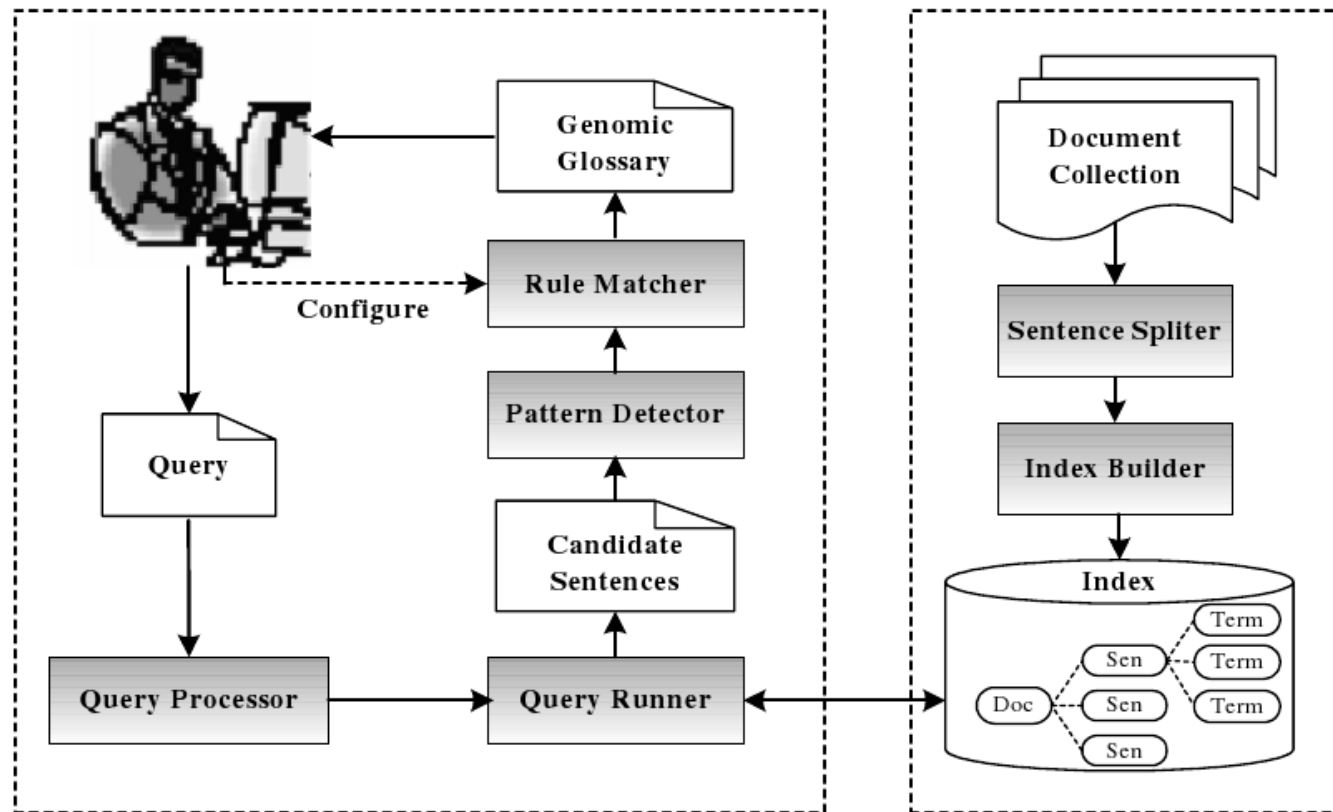 Genomic
Glossary
Rule Matcher
Configure
Pattern Detector
Query
Candidate
Sentences
Query Processor
Query Runner
Document
Collection
Sentence Spliter
Index Builder
Index
Term
Sen
Term
Doc
Sen
Term
Sen